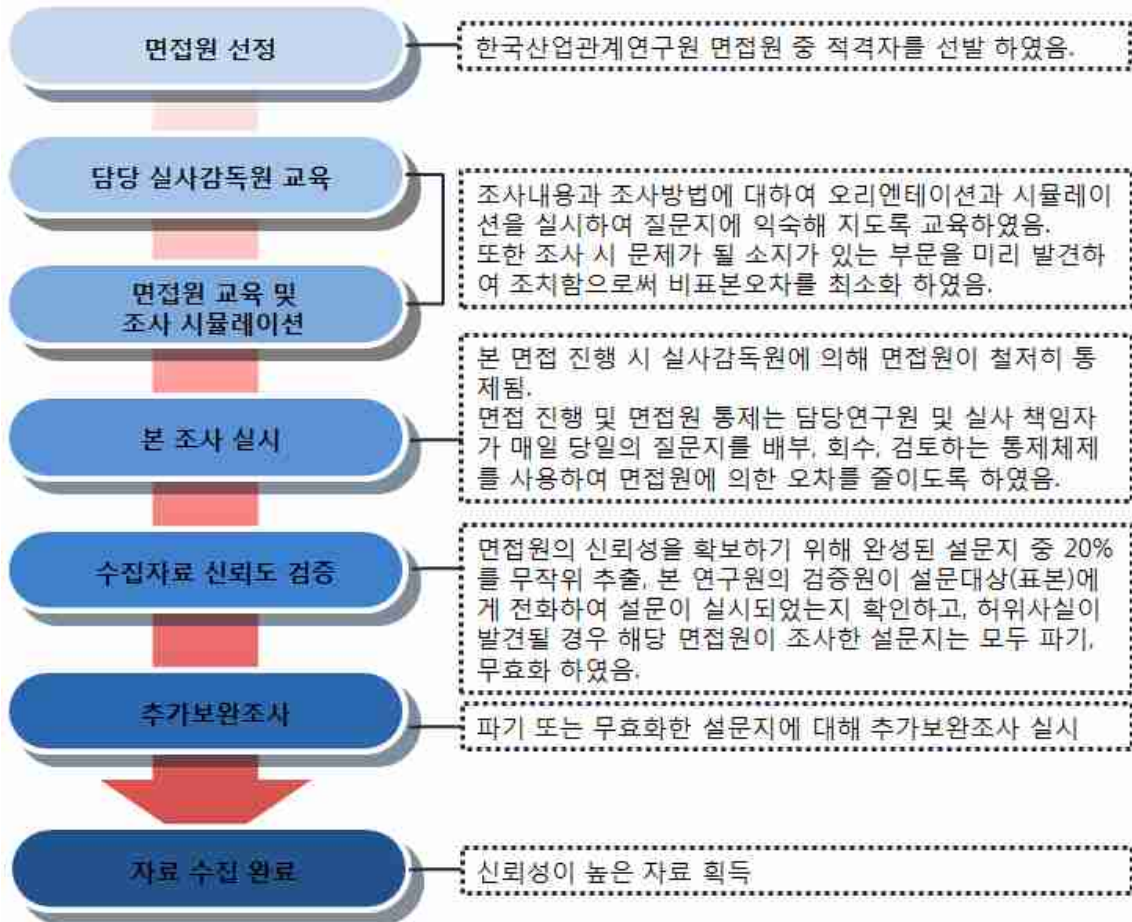 면접원 선정
한국산업관계연구원 면접원 중 적격자를 선발 하였음.
담당 실사감독원 교육
면접원 교육 및
조사 시뮬레이션
조사내용과 조사방법에 대하여 오리엔테이션과 시뮬레이
션을 실시하여 질문지에 익숙해 지도록 교육하였음.
또한 조사 시 문제가 될 소지가 있는 부문을 미리 발견하
여 조치함으로써 비표본오차를 최소화 하였음.
본 조사 실시
본 면접 진행 시 실사감독원에 의해 면접원이 철저히 통
제됨.
면접 진행 및 면접원 통제는 담당연구원 및 실사 책임자
가 매일 당일의 질문지를 배부, 회수, 검토하는 통제체제
를 사용하여 면접원에 의한 오차를 줄이도록 하였음.
수집자료 신뢰도 검증
면접원의 신뢰성을 확보하기 위해 완성된 설문지 중 20%
를 무작위 추출, 본 연구원의 검증원이 설문대상(표본)에
게 전화하여 설문이 실시되었는지 확인하고, 허위사실이
발견될 경우 해당 면접원이 조사한 설문지는 모두 파기,
무효화 하였음.
추가보완조사
파기 또는 무효화한 설문지에 대해 추가보완조사 실시
자료 수집 완료
신뢰성이 높은 자료 획득